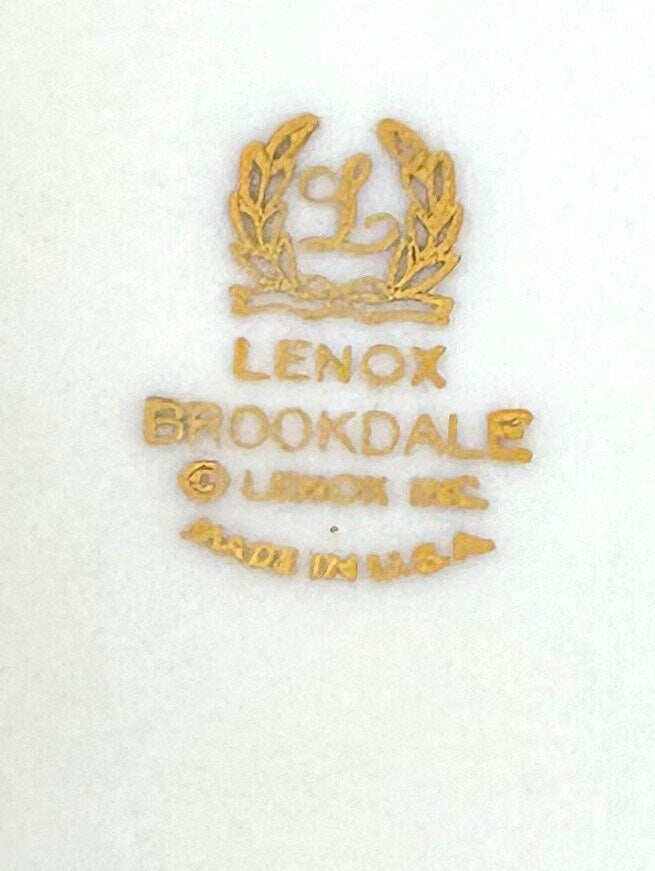 L
LENOX
BROOKDALE
© LENOX INC.
MADE IN U.S.A